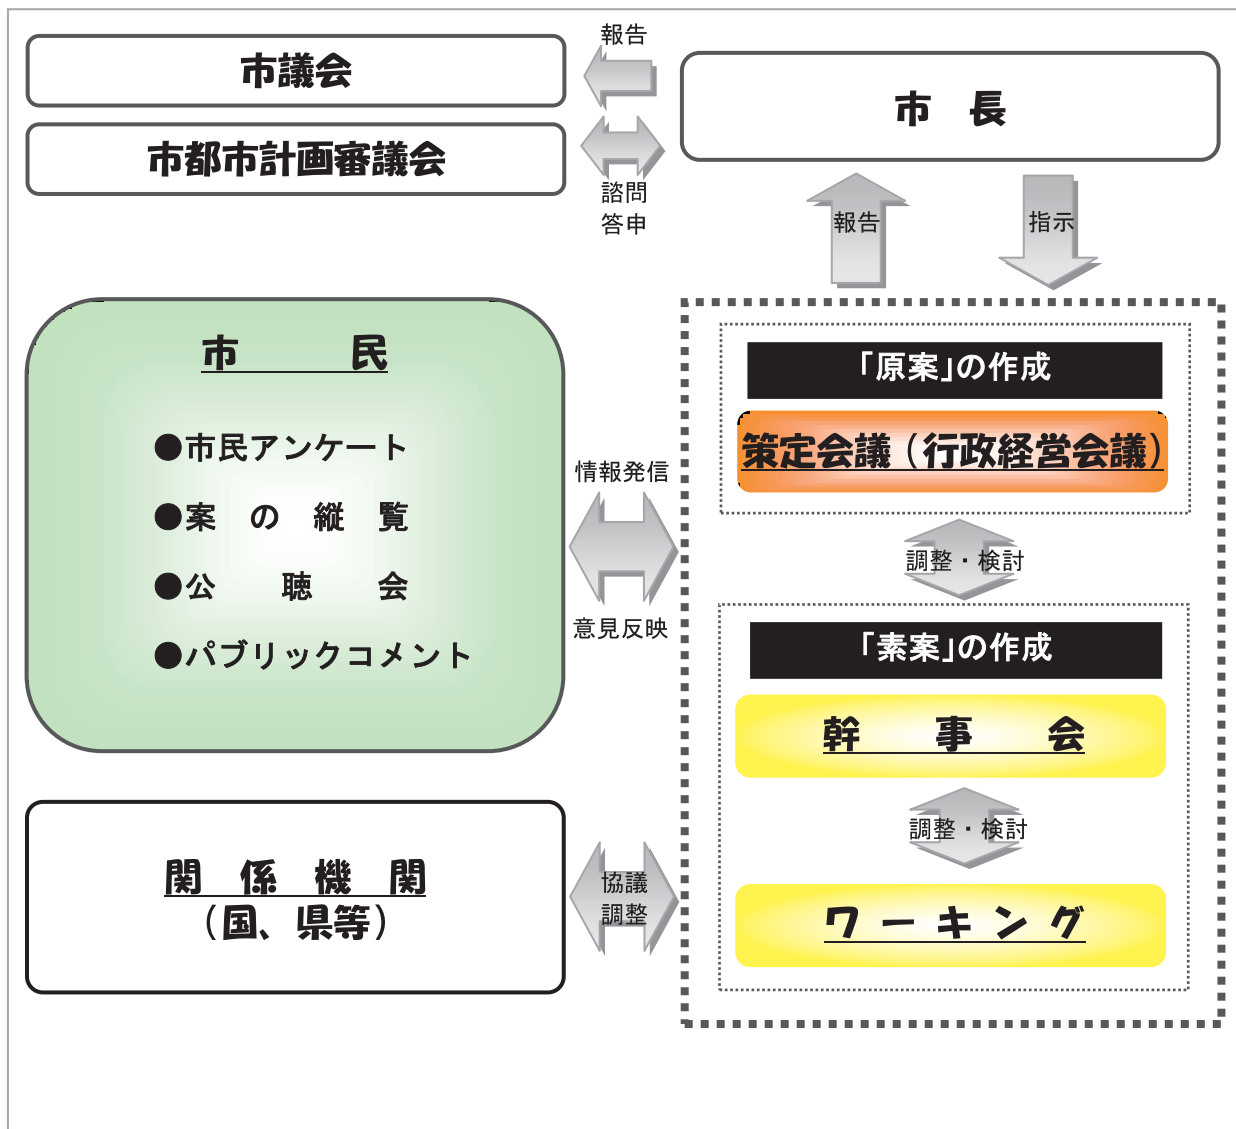 報告
市議会
市　長
市都市計画審議会
諮問
答申
報告
指示
市　　　民
●市民アンケート
●案　の　縦　覧
●公　　聴　　会
●パブリックコメント
情報発信
意見反映
「原案」の作成
策定会議（行政経営会議）
調整・検討
「素案」の作成
幹　　事　　会
調整・検討
ワーキング
関　係　機　関
（国、県等）
協議
調整